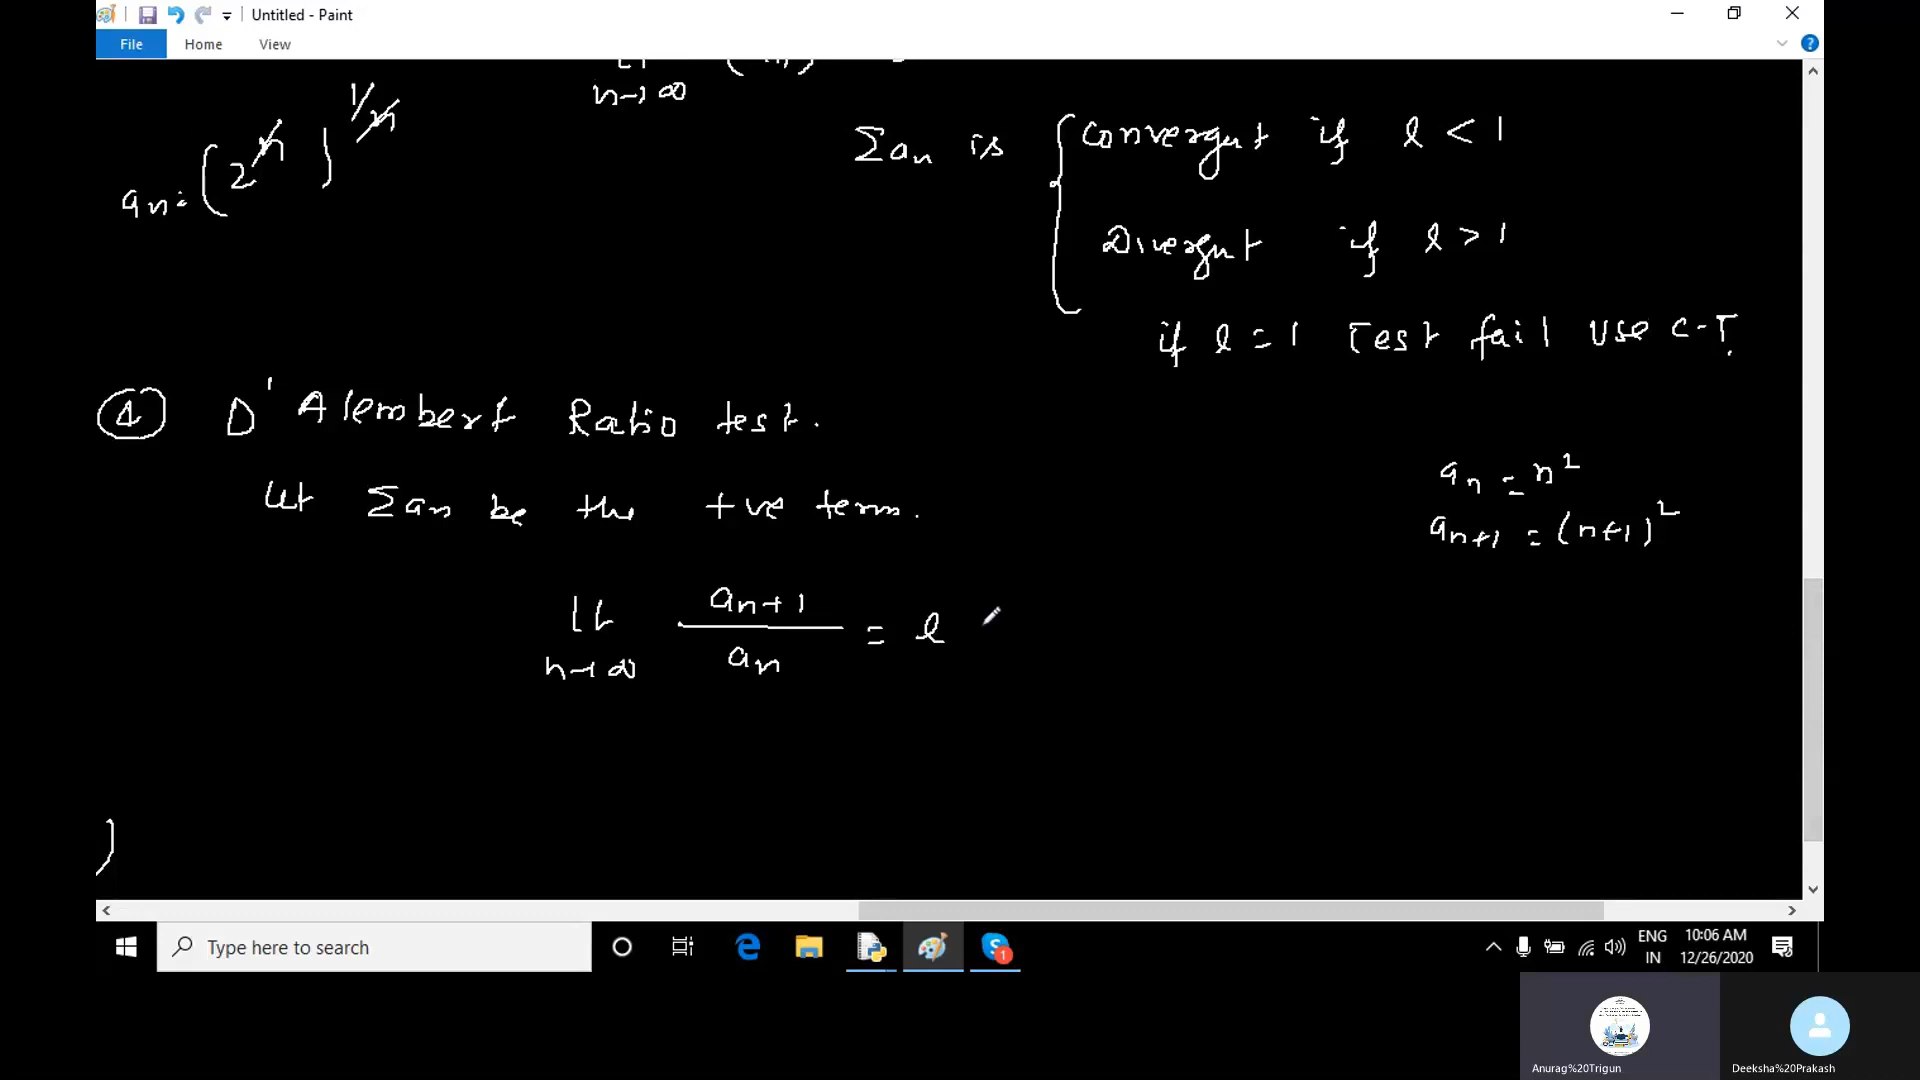 Untitled - Paint
File Home View
n→∞
an = (2^n)^1/n
Σan is { Convergent if l < 1
Divergent if l > 1
if l = 1 Test fail use C-T.
④ D'Alembert Ratio test.
Let Σan be the +ve term.
an = n²
an+1 = (n+1)²
Lt n→∞ an+1 / an = l
)
Type here to search
ENG 10:06 AM
IN 12/26/2020
1
Anurag%20Trigun Deeksha%20Prakash